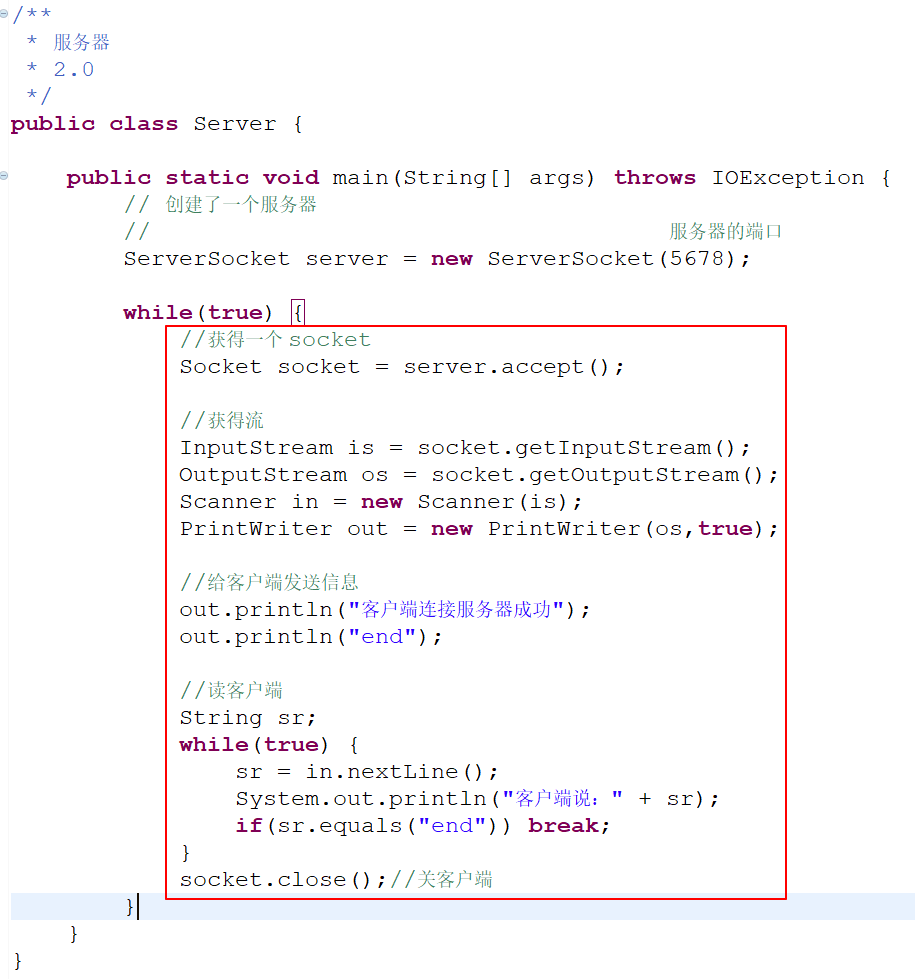 /**
 * 服务器
 * 2.0
 */
public class Server {
    public static void main(String[] args) throws IOException {
        // 创建了一个服务器
        //                                       服务器的端口
        ServerSocket server = new ServerSocket(5678);
        while(true) {
            //获得一个socket
            Socket socket = server.accept();
            //获得流
            InputStream is = socket.getInputStream();
            OutputStream os = socket.getOutputStream();
            Scanner in = new Scanner(is);
            PrintWriter out = new PrintWriter(os,true);
            //给客户端发送信息
            out.println("客户端连接服务器成功");
            out.println("end");
            //读客户端
            String sr;
            while(true) {
                sr = in.nextLine();
                System.out.println("客户端说：" + sr);
                if(sr.equals("end")) break;
            }
            socket.close();//关客户端
        }
    }
}